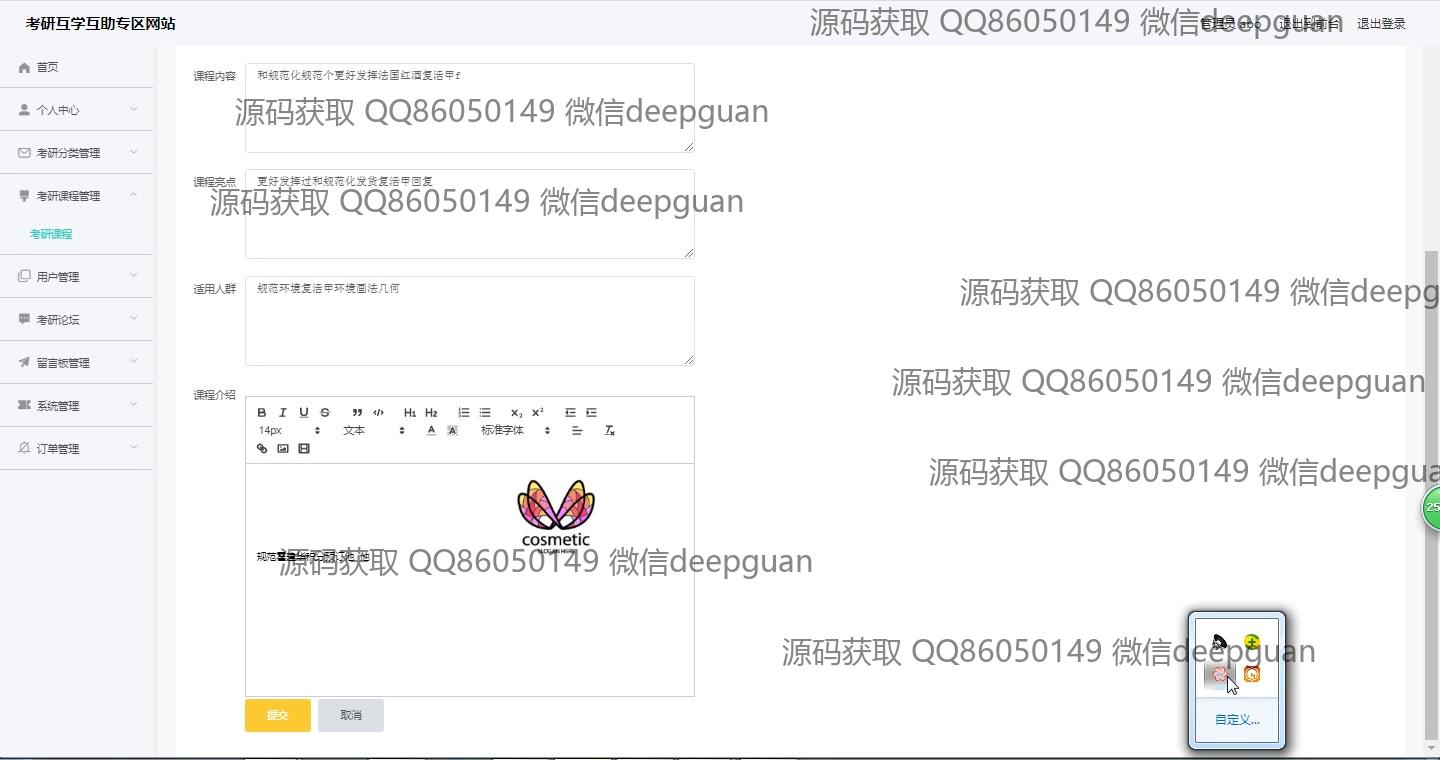 考研互学互助专区网站
源码获取 QQ86050149 微信deepguan
管理员 abo
退出到前台
退出登录
首页
个人中心
考研分类管理
考研课程管理
考研课程
用户管理
考研论坛
留言板管理
系统管理
订单管理
课程内容
和规范化规范个更好发挥法国红酒复活甲f
源码获取 QQ86050149 微信deepguan
课程亮点
更好发挥过和规范化发货复活甲回复
源码获取 QQ86050149 微信deepguan
适用人群
规范环境复活甲环境画法几何
源码获取 QQ86050149 微信deepg
源码获取 QQ86050149 微信deepguan
课程介绍
B I U S H1 H2 X₂ X²
14px 文本 A A 标准字体 Tx
源码获取 QQ86050149 微信deepgua
25
cosmetic
SLOGAN HERE
规范
源码获取 QQ86050149 微信deepguan
源码获取 QQ86050149 微信deepguan
提交
取消
自定义...